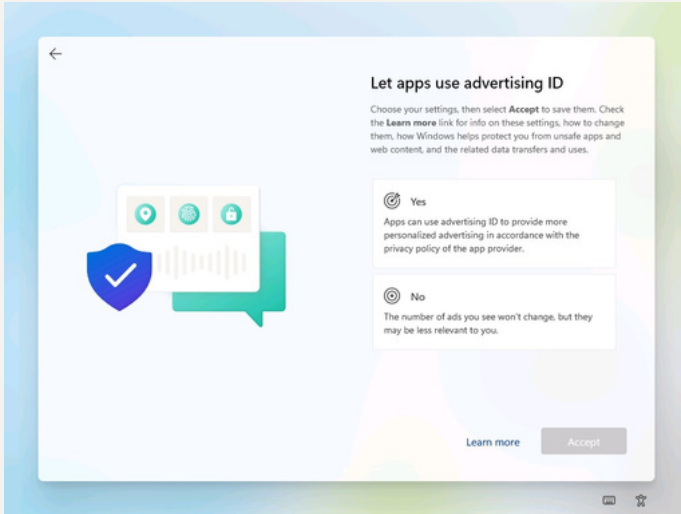 Let apps use advertising ID
Choose your settings, then select Accept to save them. Check
the Learn more link for info on these settings, how to change
them, how Windows helps protect you from unsafe apps and
web content, and the related data transfers and uses.
Yes
Apps can use advertising ID to provide more
personalized advertising in accordance with the
privacy policy of the app provider.
No
The number of ads you see won't change, but they
may be less relevant to you.
Learn more
Accept